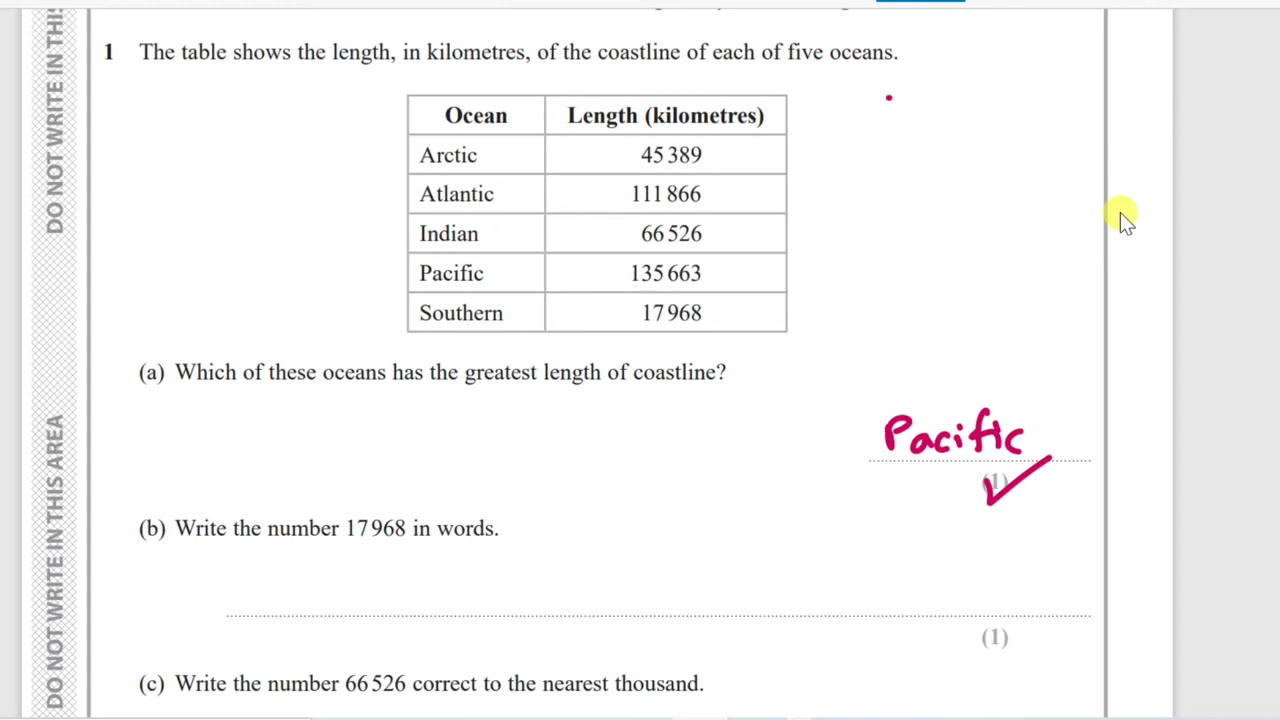 DO NOT WRITE IN THIS
1 The table shows the length, in kilometres, of the coastline of each of five oceans.
Ocean Length (kilometres)
Arctic 45 389
Atlantic 111 866
Indian 66 526
Pacific 135 663
Southern 17 968
(a) Which of these oceans has the greatest length of coastline?
Pacific
(1)
DO NOT WRITE IN THIS AREA
(b) Write the number 17 968 in words.
(1)
(c) Write the number 66 526 correct to the nearest thousand.